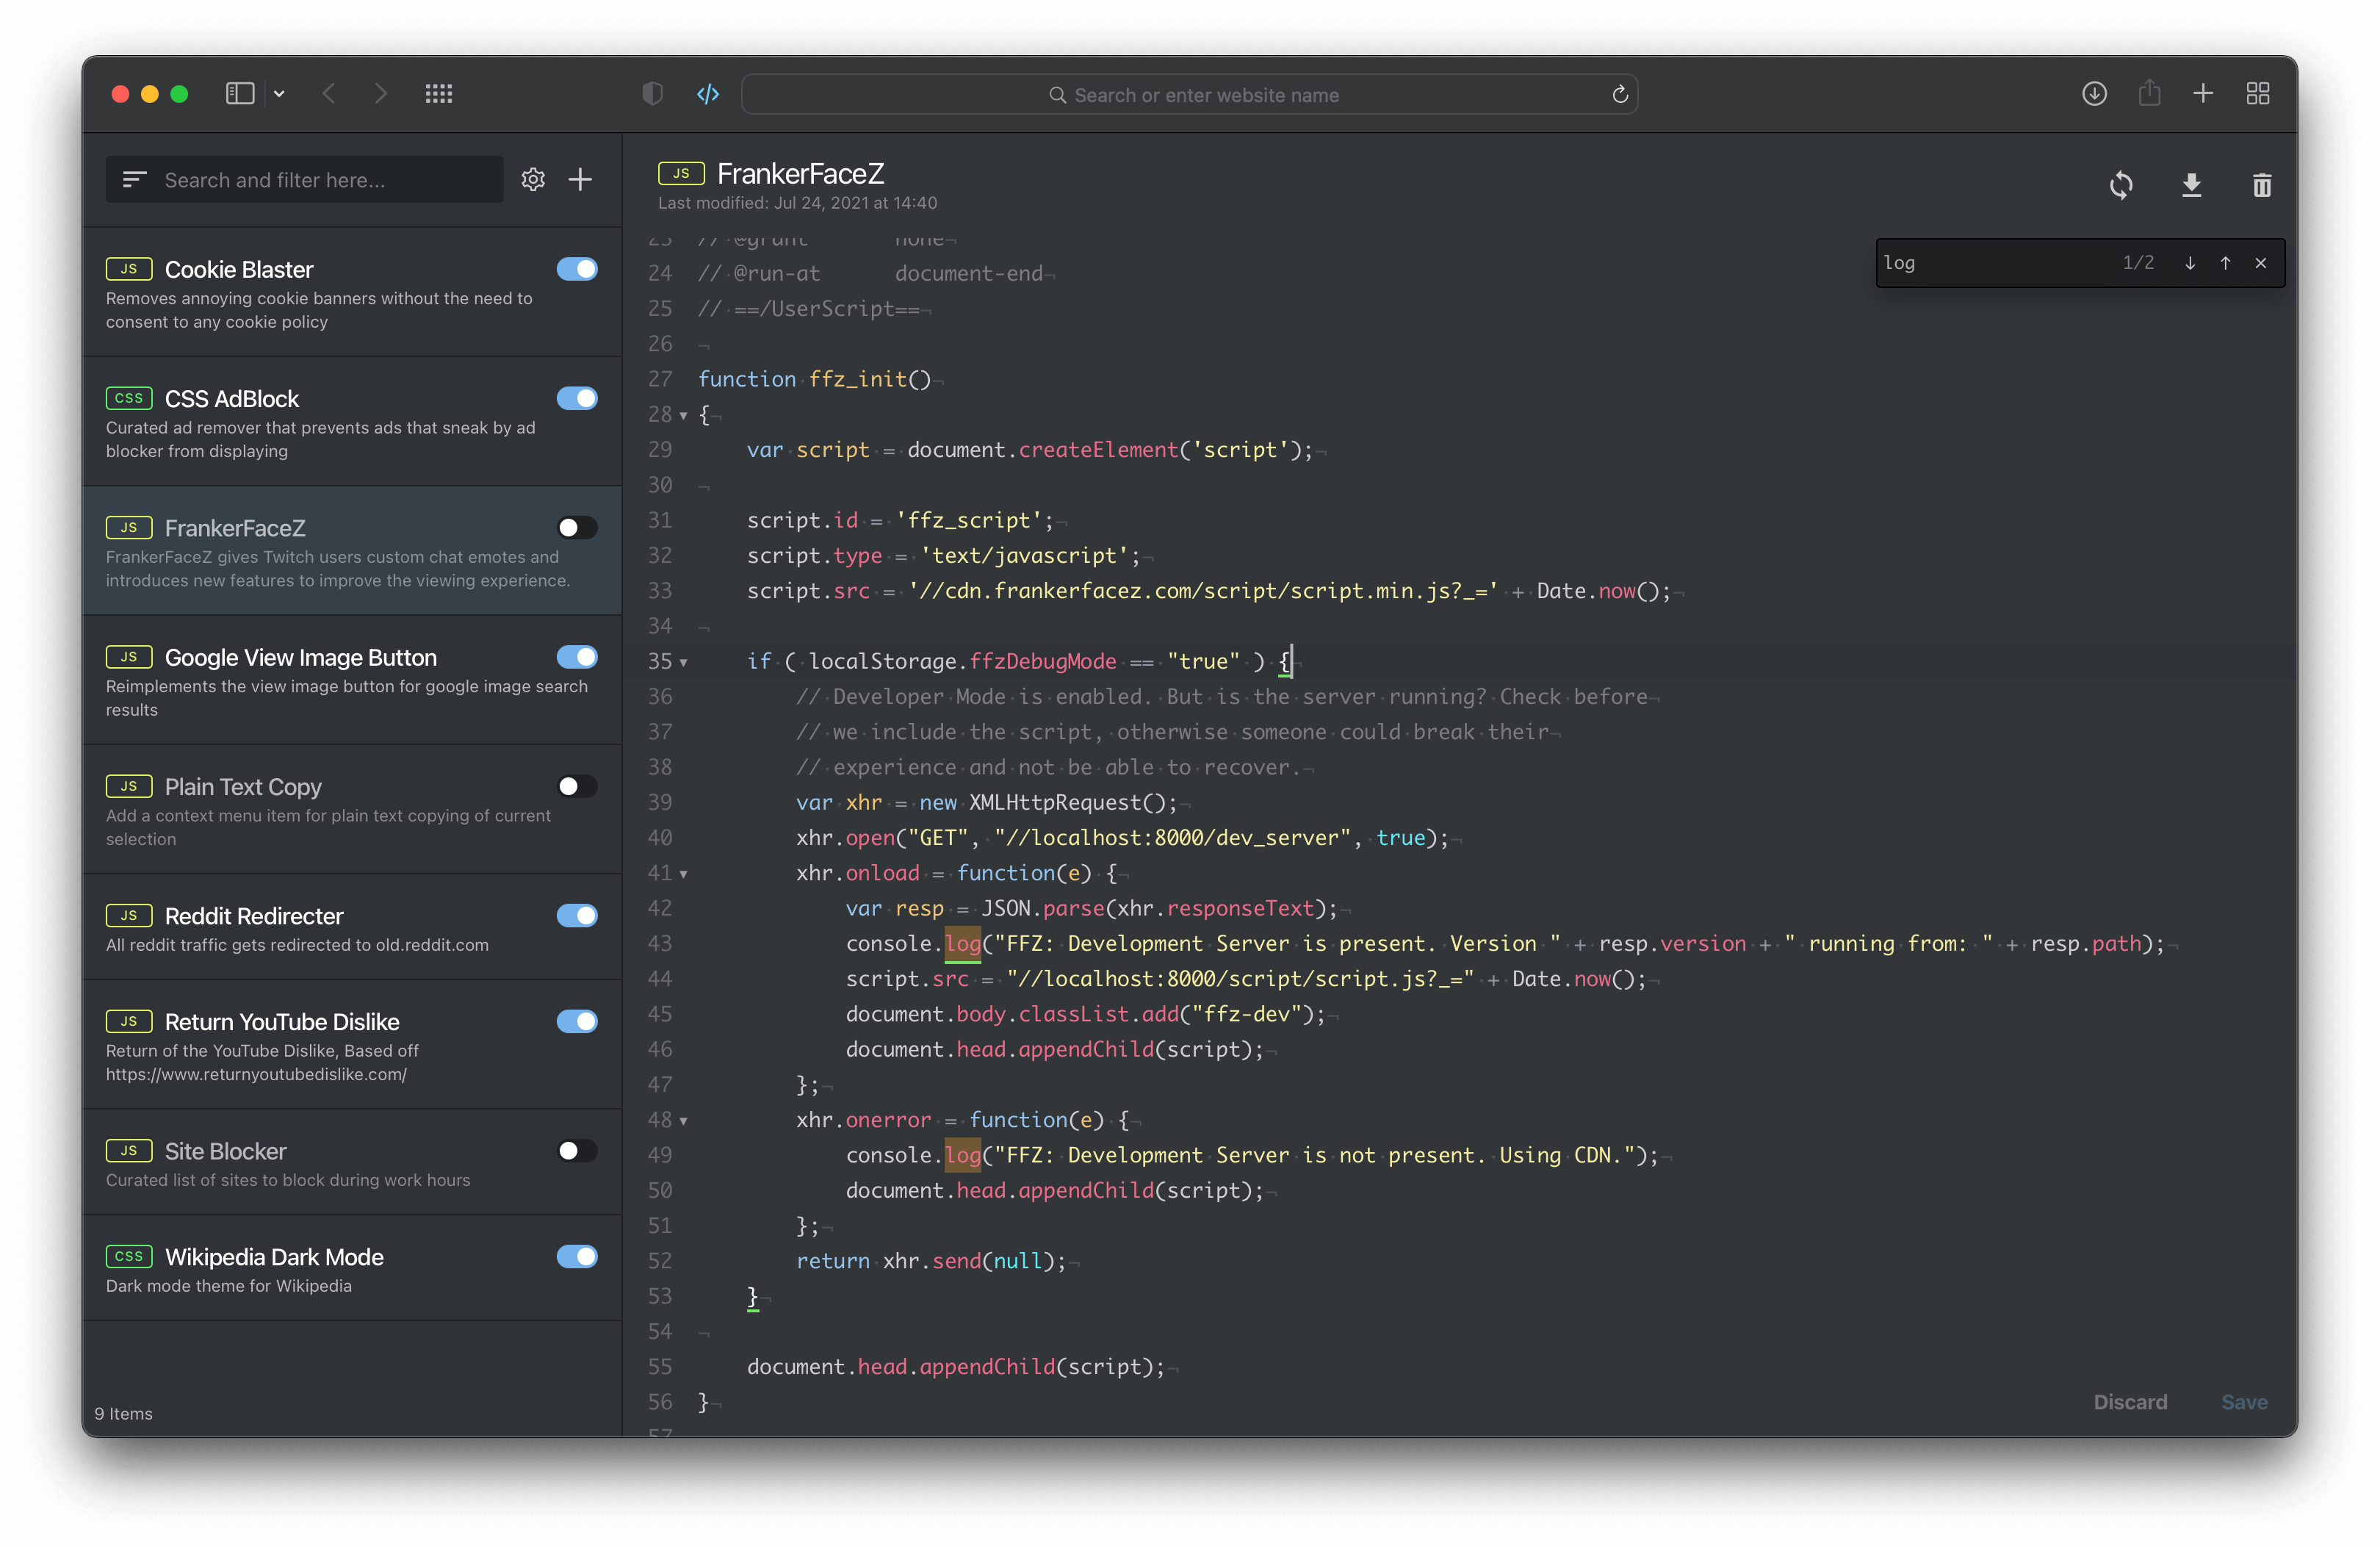 Search or enter website name
Search and filter here...
JS Cookie Blaster
Removes annoying cookie banners without the need to
consent to any cookie policy
CSS CSS AdBlock
Curated ad remover that prevents ads that sneak by ad
blocker from displaying
JS FrankerFaceZ
FrankerFaceZ gives Twitch users custom chat emotes and
introduces new features to improve the viewing experience.
JS Google View Image Button
Reimplements the view image button for google image search
results
JS Plain Text Copy
Add a context menu item for plain text copying of current
selection
JS Reddit Redirecter
All reddit traffic gets redirected to old.reddit.com
JS Return YouTube Dislike
Return of the YouTube Dislike, Based off
https://www.returnyoutubedislike.com/
JS Site Blocker
Curated list of sites to block during work hours
CSS Wikipedia Dark Mode
Dark mode theme for Wikipedia
9 Items
JS FrankerFaceZ
Last modified: Jul 24, 2021 at 14:40
log 1/2 ↓ ↑ ×
23 // @grant none¬
24 // @run-at document-end¬
25 // ==/UserScript==¬
26 ¬
27 function ffz_init()¬
28 {¬
29 var script = document.createElement('script');¬
30 ¬
31 script.id = 'ffz_script';¬
32 script.type = 'text/javascript';¬
33 script.src = '//cdn.frankerfacez.com/script/script.min.js?_=' + Date.now();¬
34 ¬
35 if ( localStorage.ffzDebugMode == "true" ) {¬
36 // Developer Mode is enabled. But is the server running? Check before¬
37 // we include the script, otherwise someone could break their¬
38 // experience and not be able to recover.¬
39 var xhr = new XMLHttpRequest();¬
40 xhr.open("GET", "//localhost:8000/dev_server", true);¬
41 xhr.onload = function(e) {¬
42 var resp = JSON.parse(xhr.responseText);¬
43 console.log("FFZ: Development Server is present. Version " + resp.version + " running from: " + resp.path);¬
44 script.src = "//localhost:8000/script/script.js?_=" + Date.now();¬
45 document.body.classList.add("ffz-dev");¬
46 document.head.appendChild(script);¬
47 };¬
48 xhr.onerror = function(e) {¬
49 console.log("FFZ: Development Server is not present. Using CDN.");¬
50 document.head.appendChild(script);¬
51 };¬
52 return xhr.send(null);¬
53 }¬
54 ¬
55 document.head.appendChild(script);¬
56 }¬
57
Discard Save